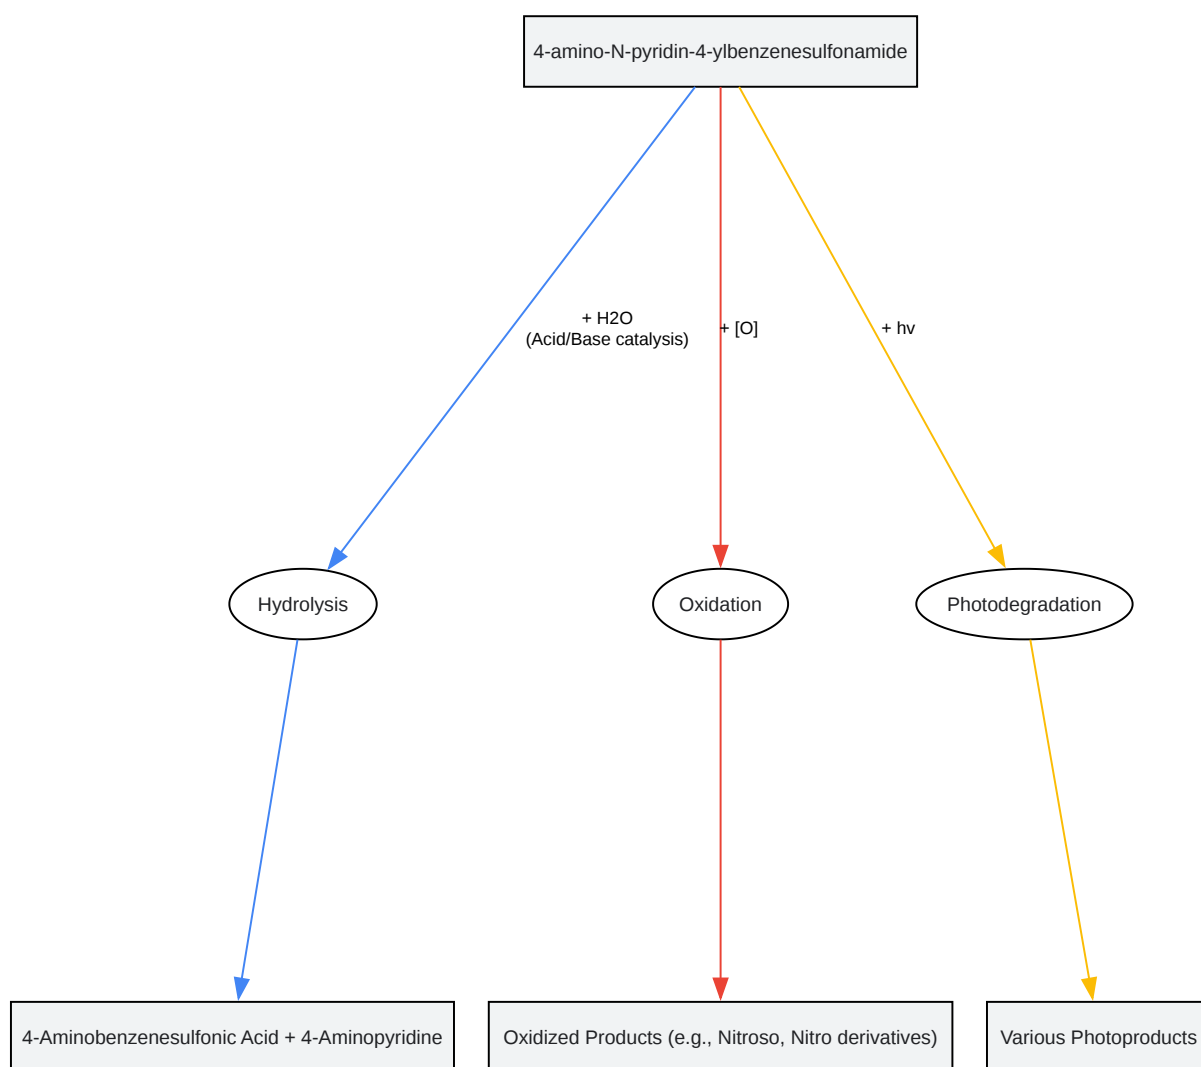 4-amino-N-pyridin-4-ylbenzenesulfonamide
+ H2O
(Acid/Base catalysis)
+ [O]
+ hv
Hydrolysis
Oxidation
Photodegradation
4-Aminobenzenesulfonic Acid + 4-Aminopyridine
Oxidized Products (e.g., Nitroso, Nitro derivatives)
Various Photoproducts